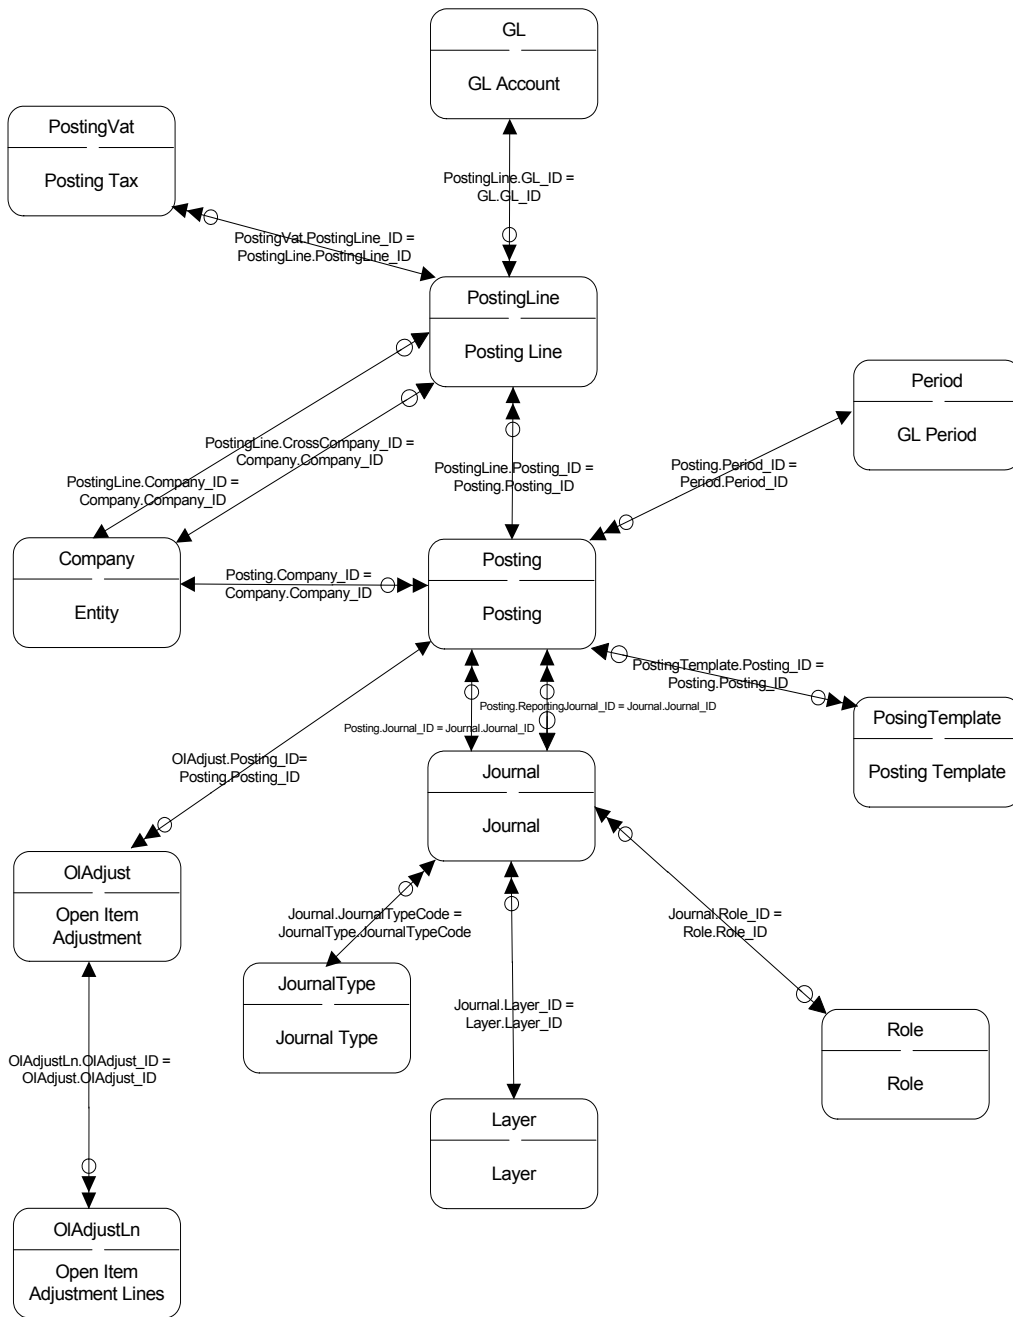 GL
GL Account
PostingVat
Posting Tax
PostingLine.GL_ID =
GL.GL_ID
PostingVat.PostingLine_ID =
PostingLine.PostingLine_ID
PostingLine
Posting Line
Period
GL Period
PostingLine.CrossCompany_ID =
Company.Company_ID
PostingLine.Company_ID =
Company.Company_ID
PostingLine.Posting_ID =
Posting.Posting_ID
Posting.Period_ID =
Period.Period_ID
Company
Entity
Posting.Company_ID =
Company.Company_ID
Posting
Posting
PostingTemplate.Posting_ID =
Posting.Posting_ID
Posting.ReportingJournal_ID = Journal.Journal_ID
Posting.Journal_ID = Journal.Journal_ID
PosingTemplate
Posting Template
OIAdjust.Posting_ID=
Posting.Posting_ID
Journal
Journal
OIAdjust
Open Item
Adjustment
Journal.JournalTypeCode =
JournalType.JournalTypeCode
Journal.Role_ID =
Role.Role_ID
JournalType
Journal Type
Journal.Layer_ID =
Layer.Layer_ID
Role
Role
OIAdjustLn.OIAdjust_ID =
OIAdjust.OIAdjust_ID
Layer
Layer
OIAdjustLn
Open Item
Adjustment Lines